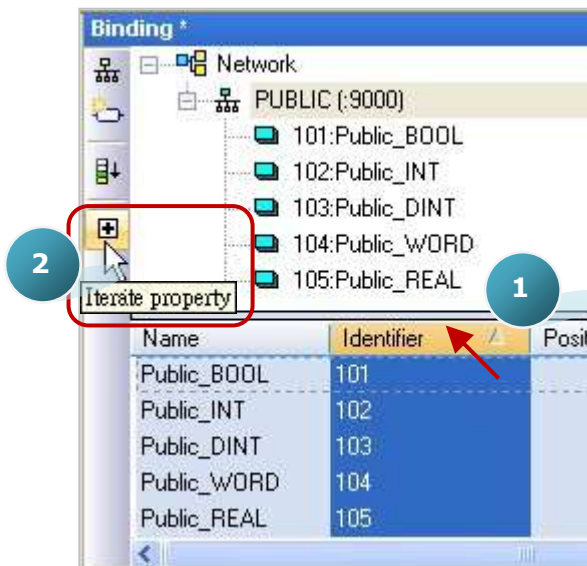 Binding *
Network
PUBLIC (:9000)
101:Public_BOOL
102:Public_INT
103:Public_DINT
104:Public_WORD
105:Public_REAL
2
Iterate property
1
Name Identifier Posit
Public_BOOL 101
Public_INT 102
Public_DINT 103
Public_WORD 104
Public_REAL 105